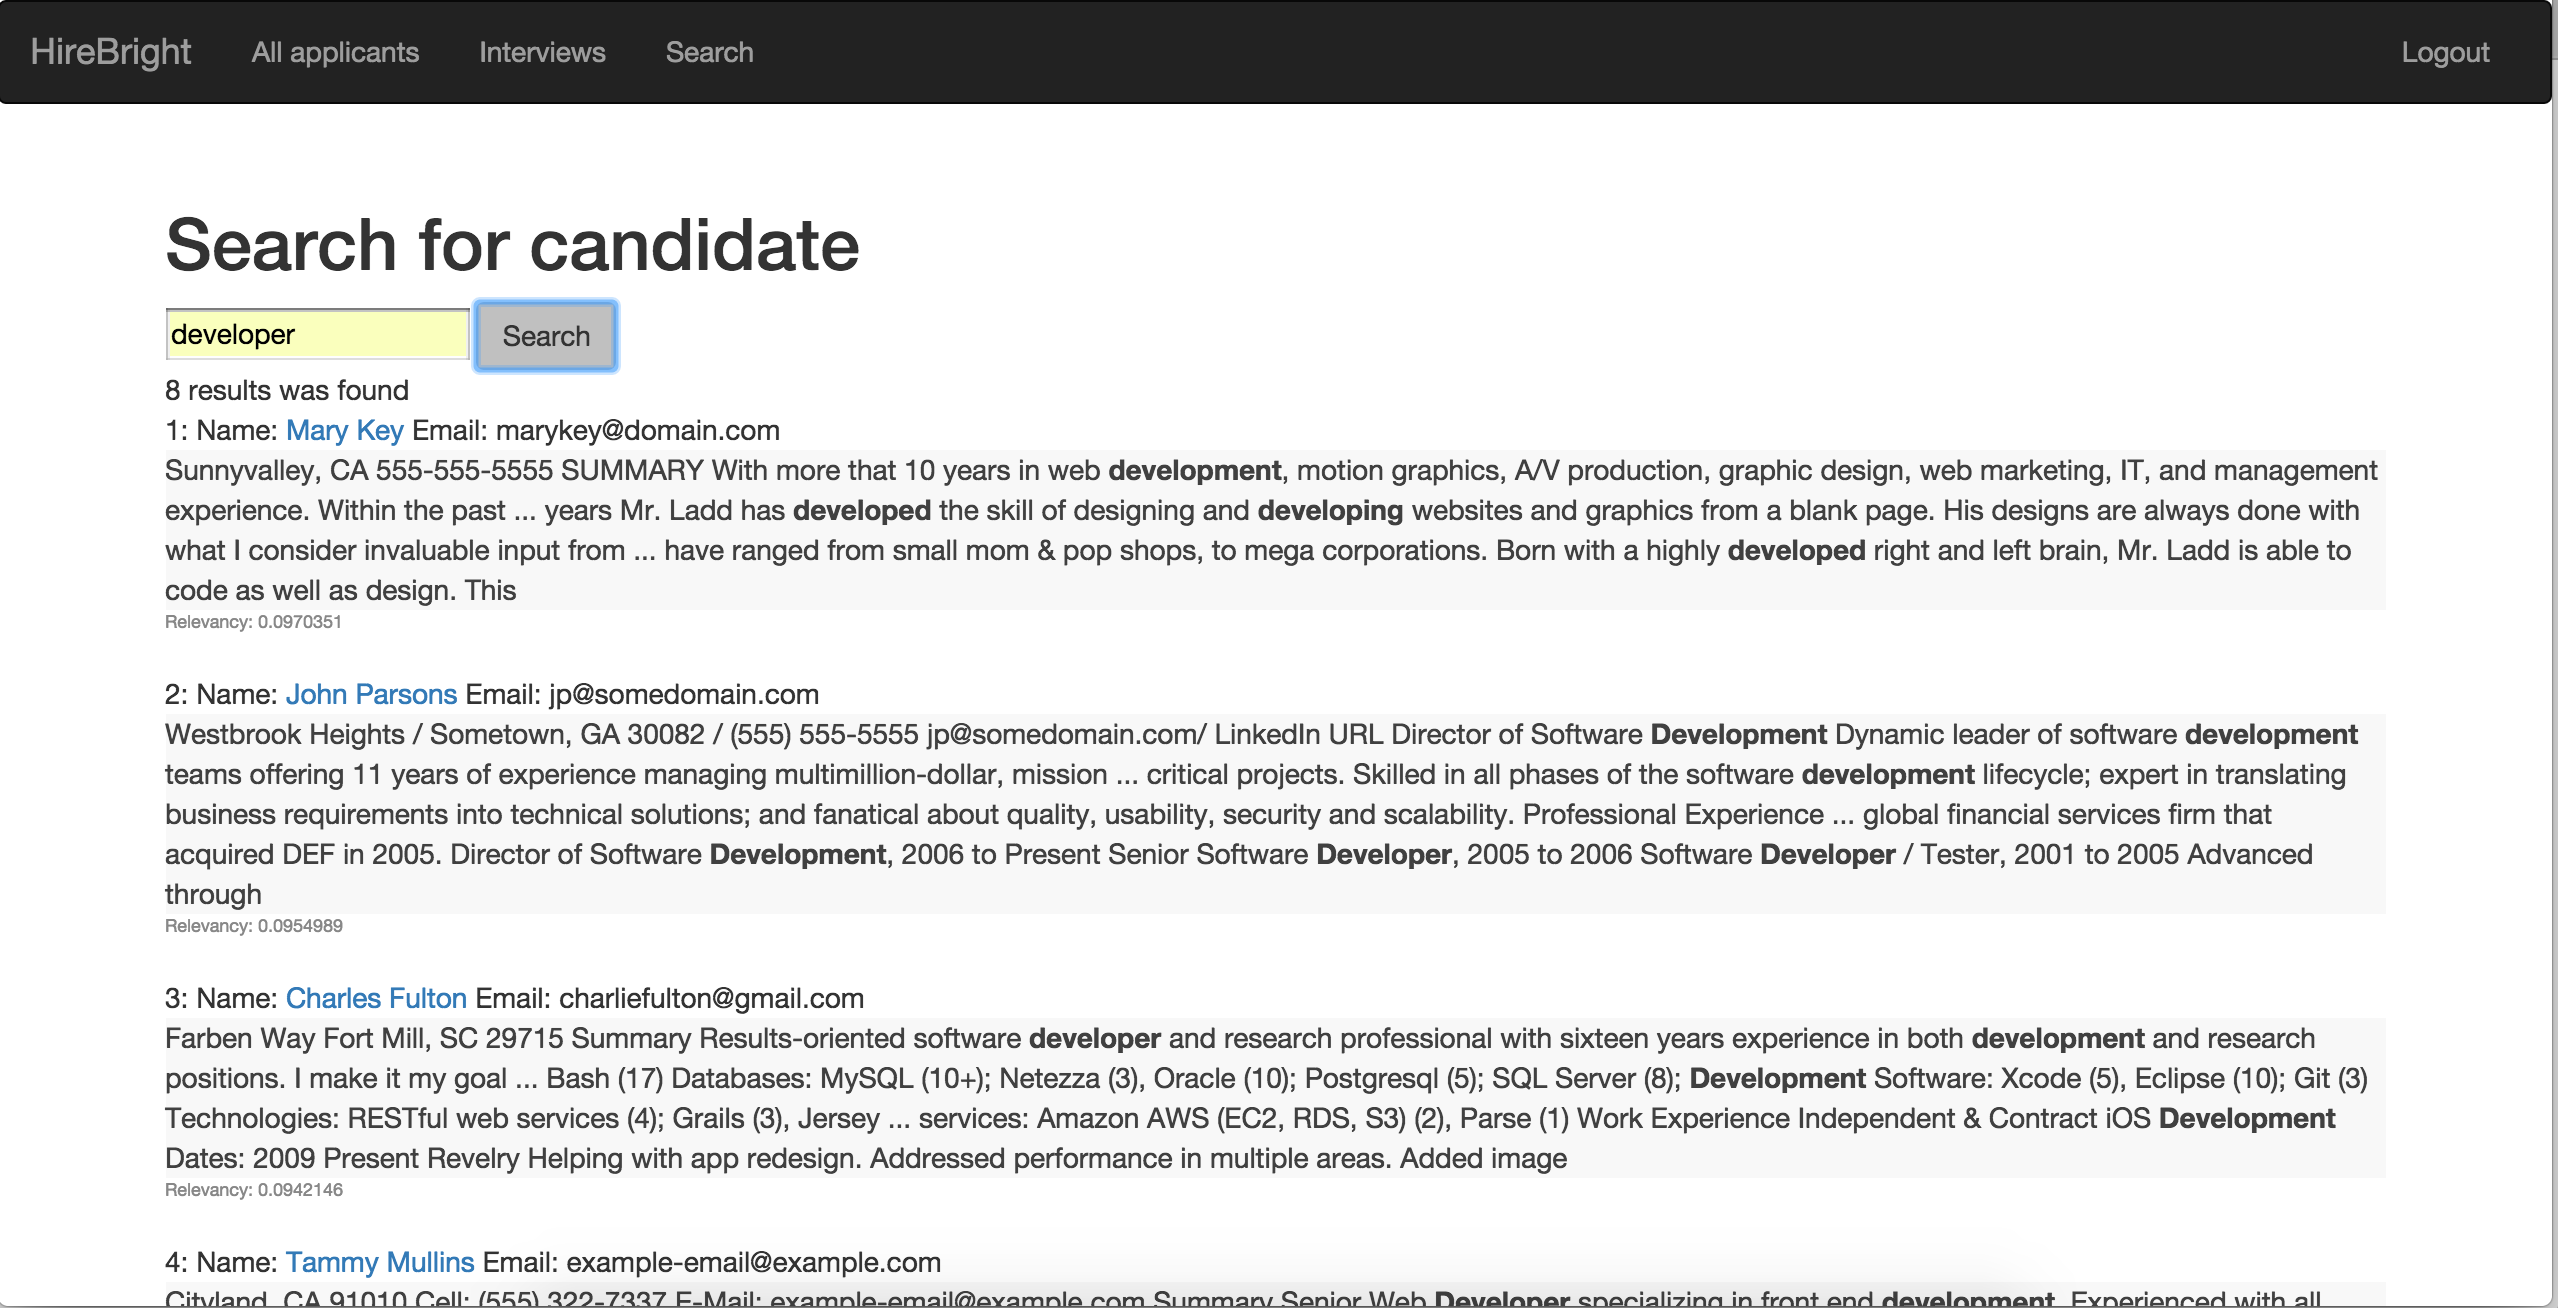 HireBright All applicants Interviews Search Logout
Search for candidate
developer Search
8 results was found
1: Name: Mary Key Email: marykey@domain.com
Sunnyvalley, CA 555-555-5555 SUMMARY With more that 10 years in web development, motion graphics, A/V production, graphic design, web marketing, IT, and management
experience. Within the past ... years Mr. Ladd has developed the skill of designing and developing websites and graphics from a blank page. His designs are always done with
what I consider invaluable input from ... have ranged from small mom & pop shops, to mega corporations. Born with a highly developed right and left brain, Mr. Ladd is able to
code as well as design. This
Relevancy: 0.0970351
2: Name: John Parsons Email: jp@somedomain.com
Westbrook Heights / Sometown, GA 30082 / (555) 555-5555 jp@somedomain.com/ LinkedIn URL Director of Software Development Dynamic leader of software development
teams offering 11 years of experience managing multimillion-dollar, mission ... critical projects. Skilled in all phases of the software development lifecycle; expert in translating
business requirements into technical solutions; and fanatical about quality, usability, security and scalability. Professional Experience ... global financial services firm that
acquired DEF in 2005. Director of Software Development, 2006 to Present Senior Software Developer, 2005 to 2006 Software Developer / Tester, 2001 to 2005 Advanced
through
Relevancy: 0.0954989
3: Name: Charles Fulton Email: charliefulton@gmail.com
Farben Way Fort Mill, SC 29715 Summary Results-oriented software developer and research professional with sixteen years experience in both development and research
positions. I make it my goal ... Bash (17) Databases: MySQL (10+); Netezza (3), Oracle (10); Postgresql (5); SQL Server (8); Development Software: Xcode (5), Eclipse (10); Git (3)
Technologies: RESTful web services (4); Grails (3), Jersey ... services: Amazon AWS (EC2, RDS, S3) (2), Parse (1) Work Experience Independent & Contract iOS Development
Dates: 2009 Present Revelry Helping with app redesign. Addressed performance in multiple areas. Added image
Relevancy: 0.0942146
4: Name: Tammy Mullins Email: example-email@example.com
Cityland, CA 91010 Cell: (555) 322-7337 E-Mail: example-email@example.com Summary Senior Web Developer specializing in front end development. Experienced with all